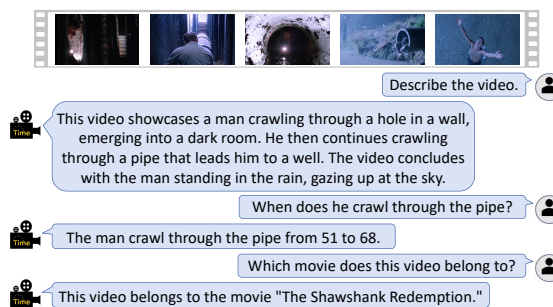 Describe the video.
Time
This video showcases a man crawling through a hole in a wall,
emerging into a dark room. He then continues crawling
through a pipe that leads him to a well. The video concludes
with the man standing in the rain, gazing up at the sky.
When does he crawl through the pipe?
Time
The man crawl through the pipe from 51 to 68.
Which movie does this video belong to?
Time
This video belongs to the movie "The Shawshank Redemption."